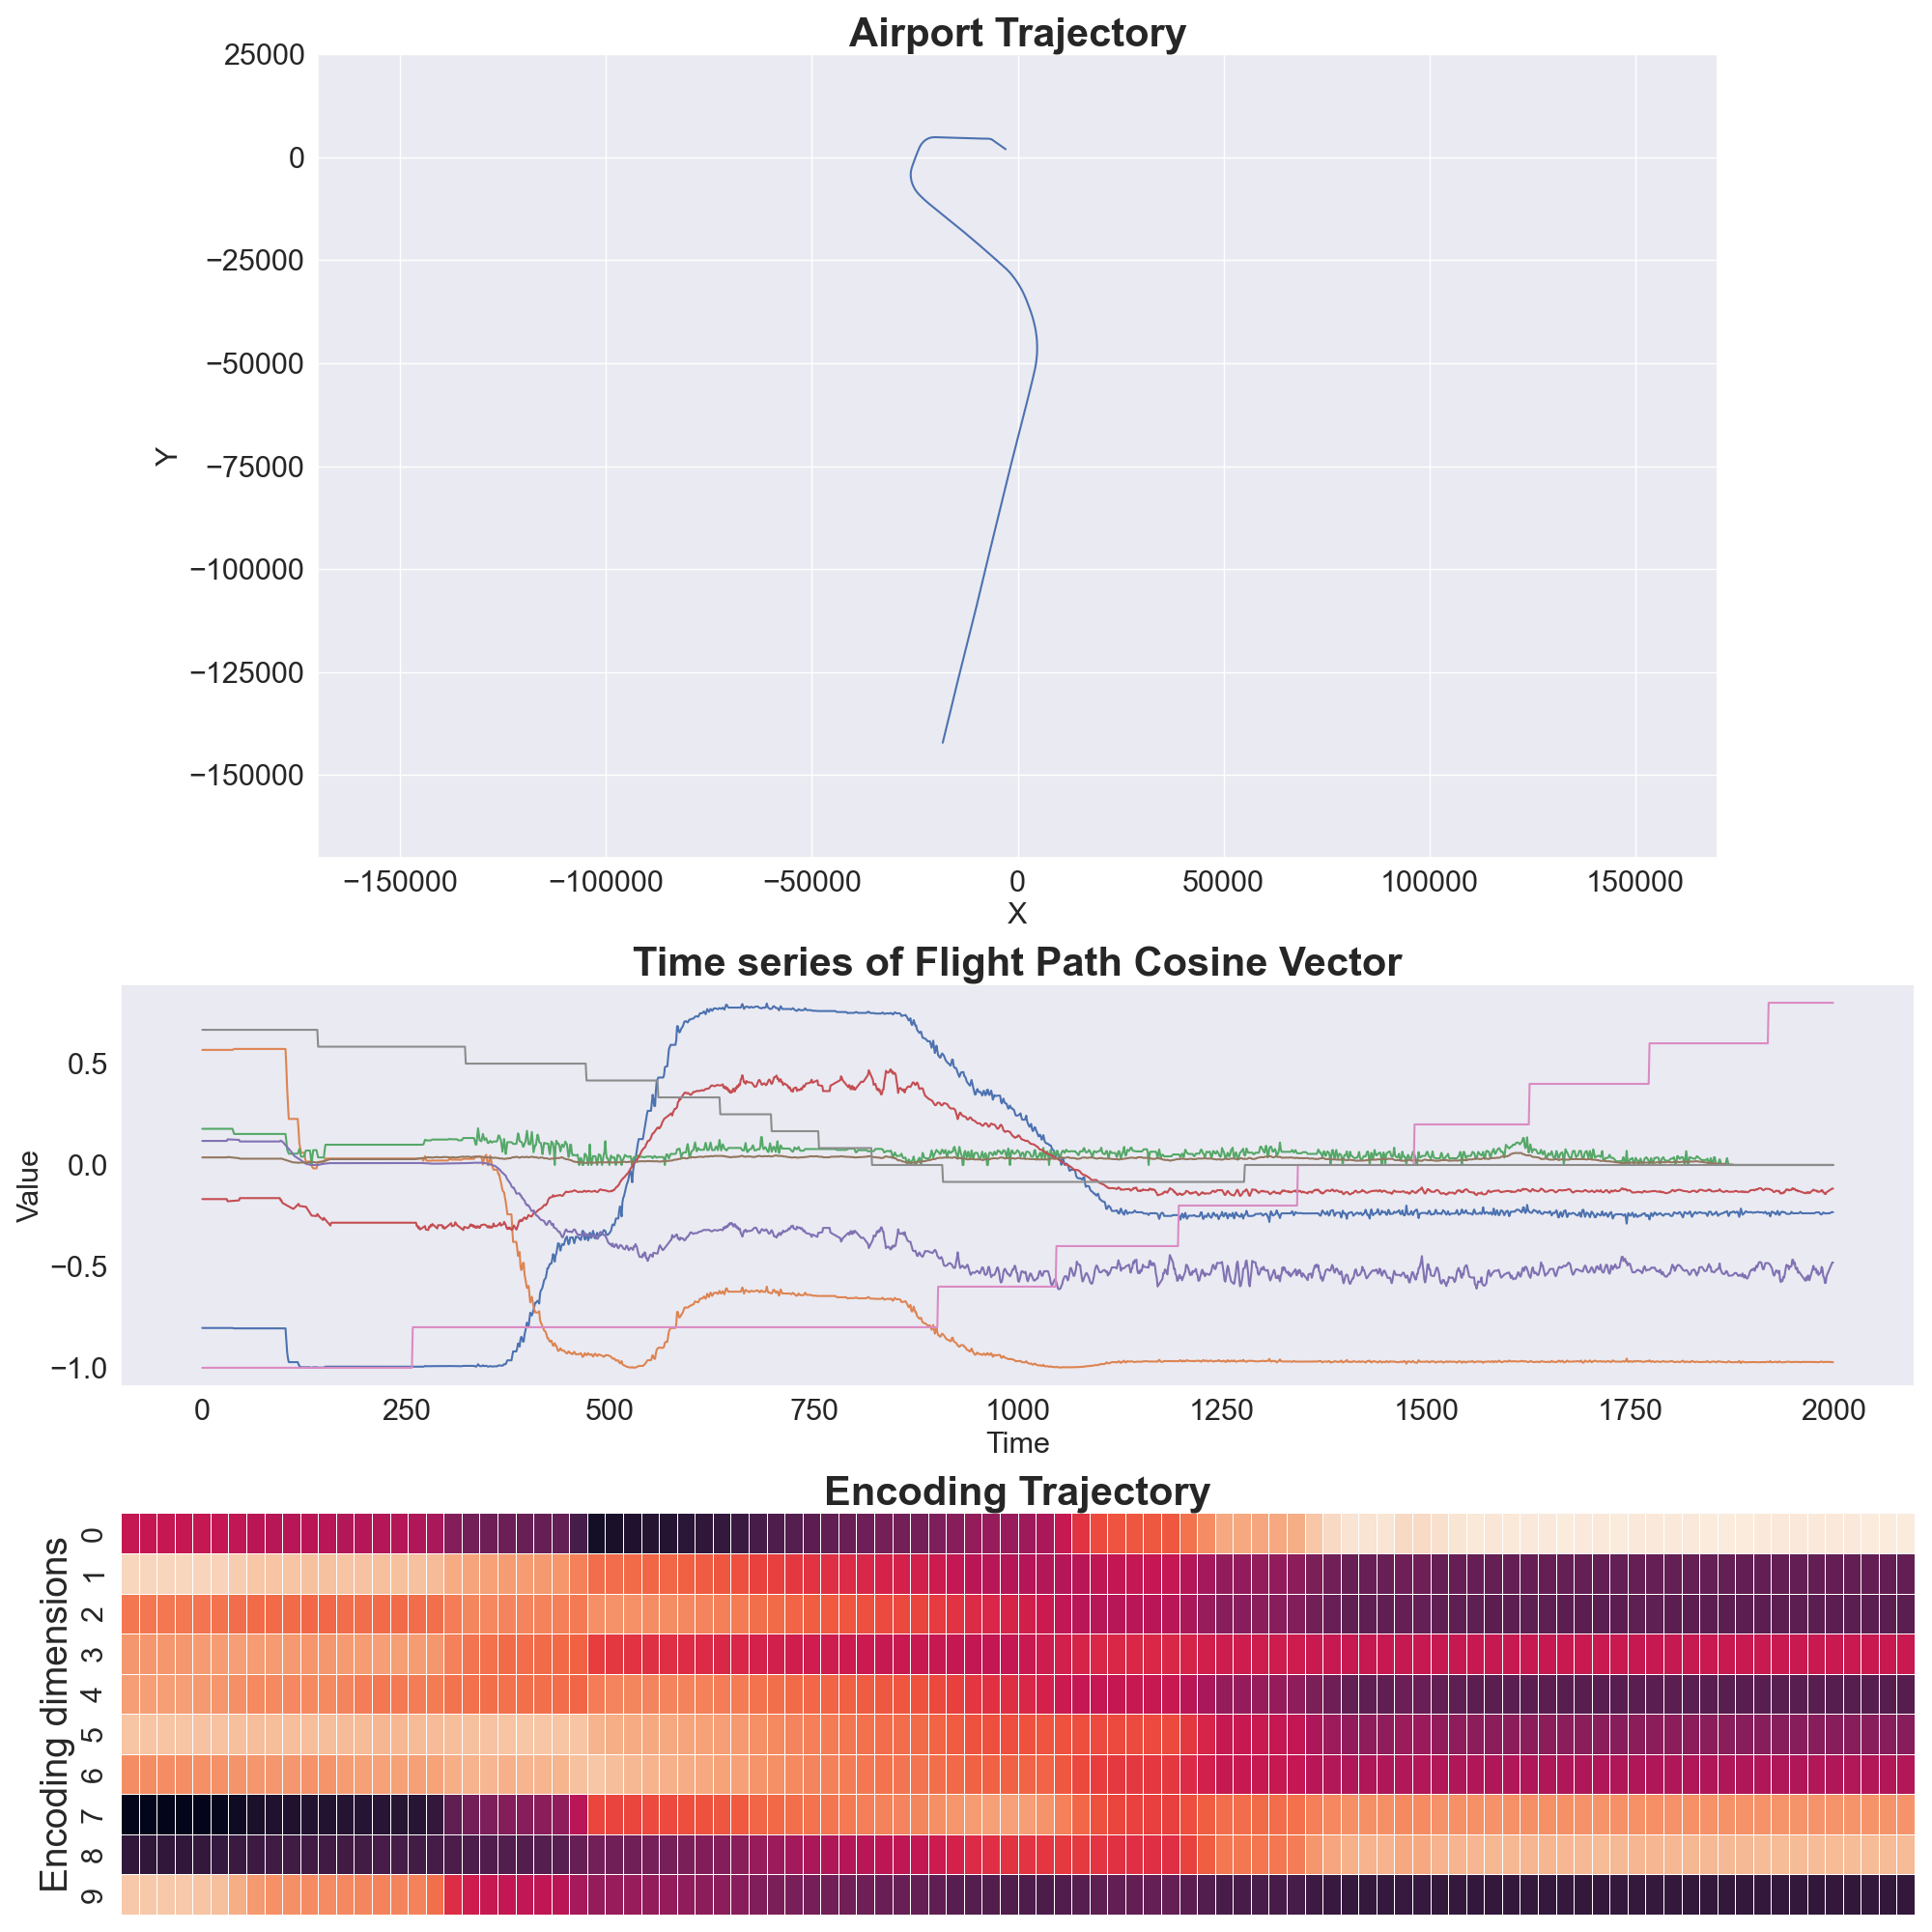 Airport Trajectory
25000
0
−25000
−50000
−75000
−100000
−125000
−150000
Y
−150000 −100000 −50000 0 50000 100000 150000
X
Time series of Flight Path Cosine Vector
0.5
0.0
−0.5
−1.0
Value
0 250 500 750 1000 1250 1500 1750 2000
Time
Encoding Trajectory
Encoding dimensions
0
1
2
3
4
5
6
7
8
9